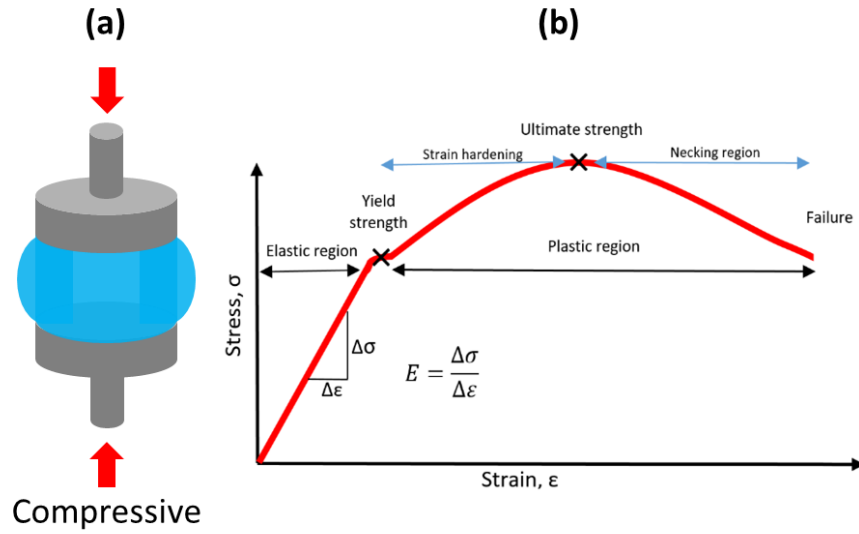 (a)
Compressive
(b)
Ultimate strength
Strain hardening
Necking region
Yield
strength
Failure
Elastic region
Plastic region
Stress, σ
Δσ
Δε
E = Δσ/Δε
Strain, ε